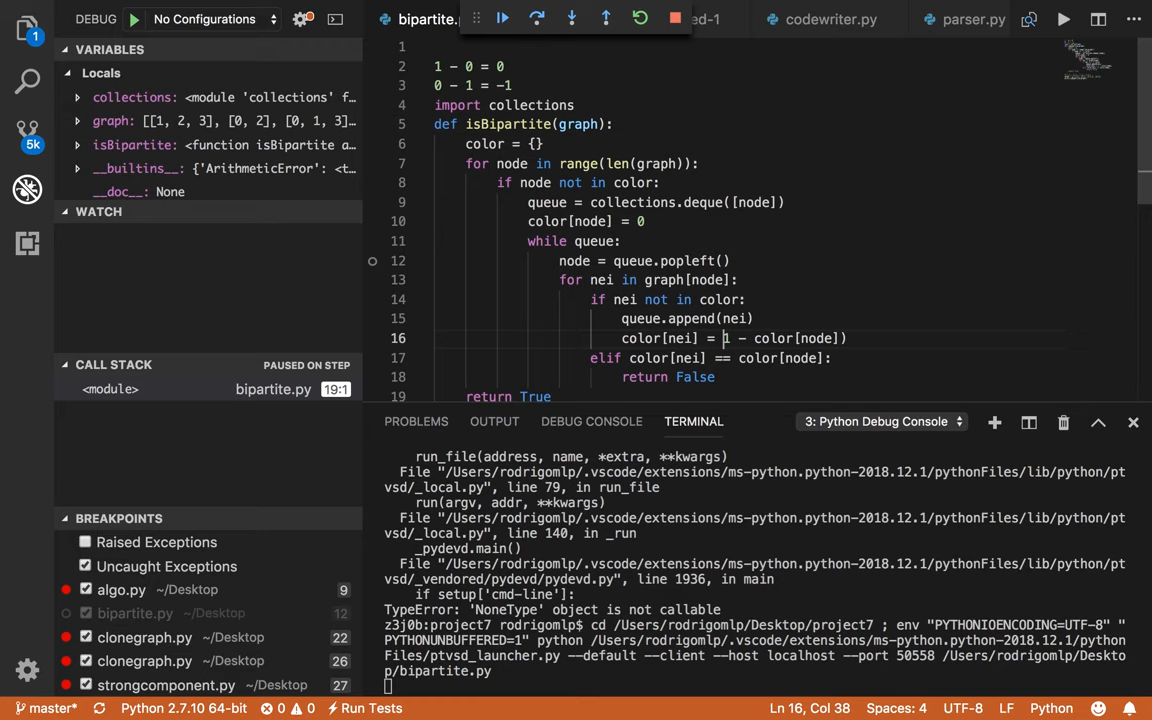 DEBUG No Configurations
bipartite.p
ed-1
codewriter.py
parser.py
1
VARIABLES
Locals
collections: <module 'collections' f…
graph: [[1, 2, 3], [0, 2], [0, 1, 3]…
isBipartite: <function isBipartite a…
__builtins__: {'ArithmeticError': <t…
__doc__: None
5k
WATCH
CALL STACK PAUSED ON STEP
<module> bipartite.py 19:1
BREAKPOINTS
Raised Exceptions
Uncaught Exceptions
algo.py ~/Desktop 9
bipartite.py ~/Desktop 12
clonegraph.py ~/Desktop 22
clonegraph.py ~/Desktop 26
strongcomponent.py ~/Desktop 27
1
2 1 - 0 = 0
3 0 - 1 = -1
4 import collections
5 def isBipartite(graph):
6 color = {}
7 for node in range(len(graph)):
8 if node not in color:
9 queue = collections.deque([node])
10 color[node] = 0
11 while queue:
12 node = queue.popleft()
13 for nei in graph[node]:
14 if nei not in color:
15 queue.append(nei)
16 color[nei] = 1 - color[node])
17 elif color[nei] == color[node]:
18 return False
19 return True
PROBLEMS OUTPUT DEBUG CONSOLE TERMINAL 3: Python Debug Console
run_file(address, name, *extra, **kwargs)
File "/Users/rodrigomlp/.vscode/extensions/ms-python.python-2018.12.1/pythonFiles/lib/python/pt
vsd/_local.py", line 79, in run_file
run(argv, addr, **kwargs)
File "/Users/rodrigomlp/.vscode/extensions/ms-python.python-2018.12.1/pythonFiles/lib/python/pt
vsd/_local.py", line 140, in _run
_pydevd.main()
File "/Users/rodrigomlp/.vscode/extensions/ms-python.python-2018.12.1/pythonFiles/lib/python/pt
vsd/_vendored/pydevd/pydevd.py", line 1936, in main
if setup['cmd-line']:
TypeError: 'NoneType' object is not callable
z3j0b:project7 rodrigomlp$ cd /Users/rodrigomlp/Desktop/project7 ; env "PYTHONIOENCODING=UTF-8" "
PYTHONUNBUFFERED=1" python /Users/rodrigomlp/.vscode/extensions/ms-python.python-2018.12.1/python
Files/ptvsd_launcher.py --default --client --host localhost --port 50558 /Users/rodrigomlp/Deskto
p/bipartite.py
master* Python 2.7.10 64-bit 0 0 Run Tests Ln 16, Col 38 Spaces: 4 UTF-8 LF Python